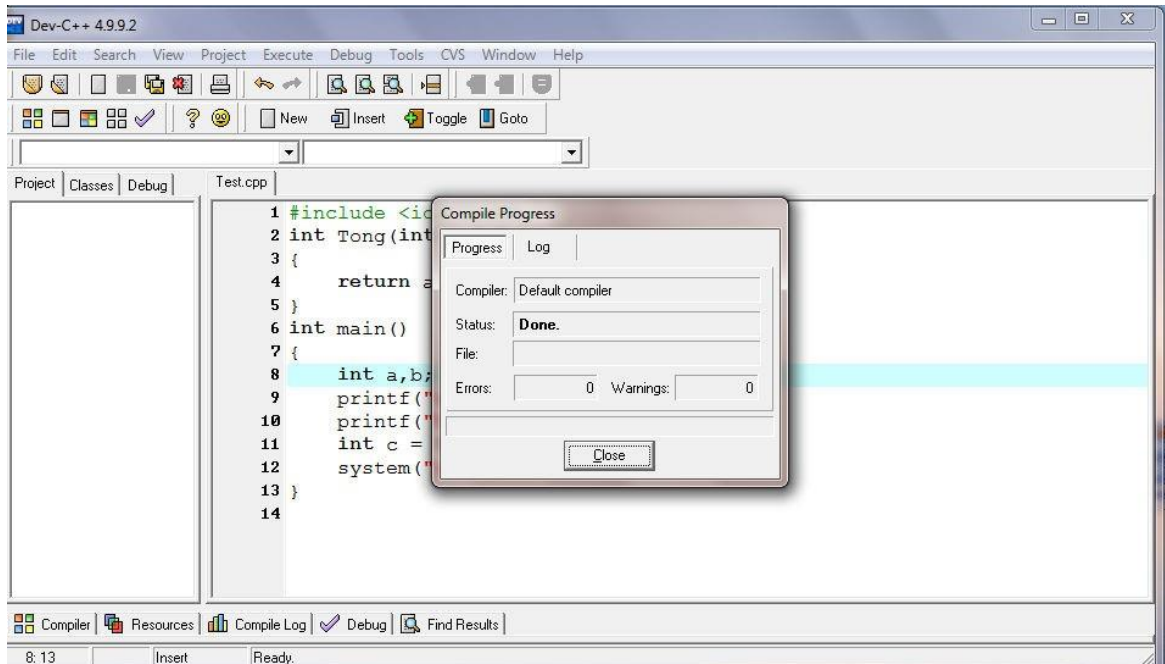 Dev-C++ 4.9.9.2
File Edit Search View Project Execute Debug Tools CVS Window Help
New Insert Toggle Goto
Project Classes Debug Test.cpp
1 #include <i
2 int Tong(int
3 {
4 return a
5 }
6 int main()
7 {
8 int a,b;
9 printf("
10 printf("
11 int c =
12 system("
13 }
14
Compile Progress
Progress Log
Compiler: Default compiler
Status: Done.
File:
Errors: 0 Warnings: 0
Close
Compiler Resources Compile Log Debug Find Results
8: 13 Insert Ready.